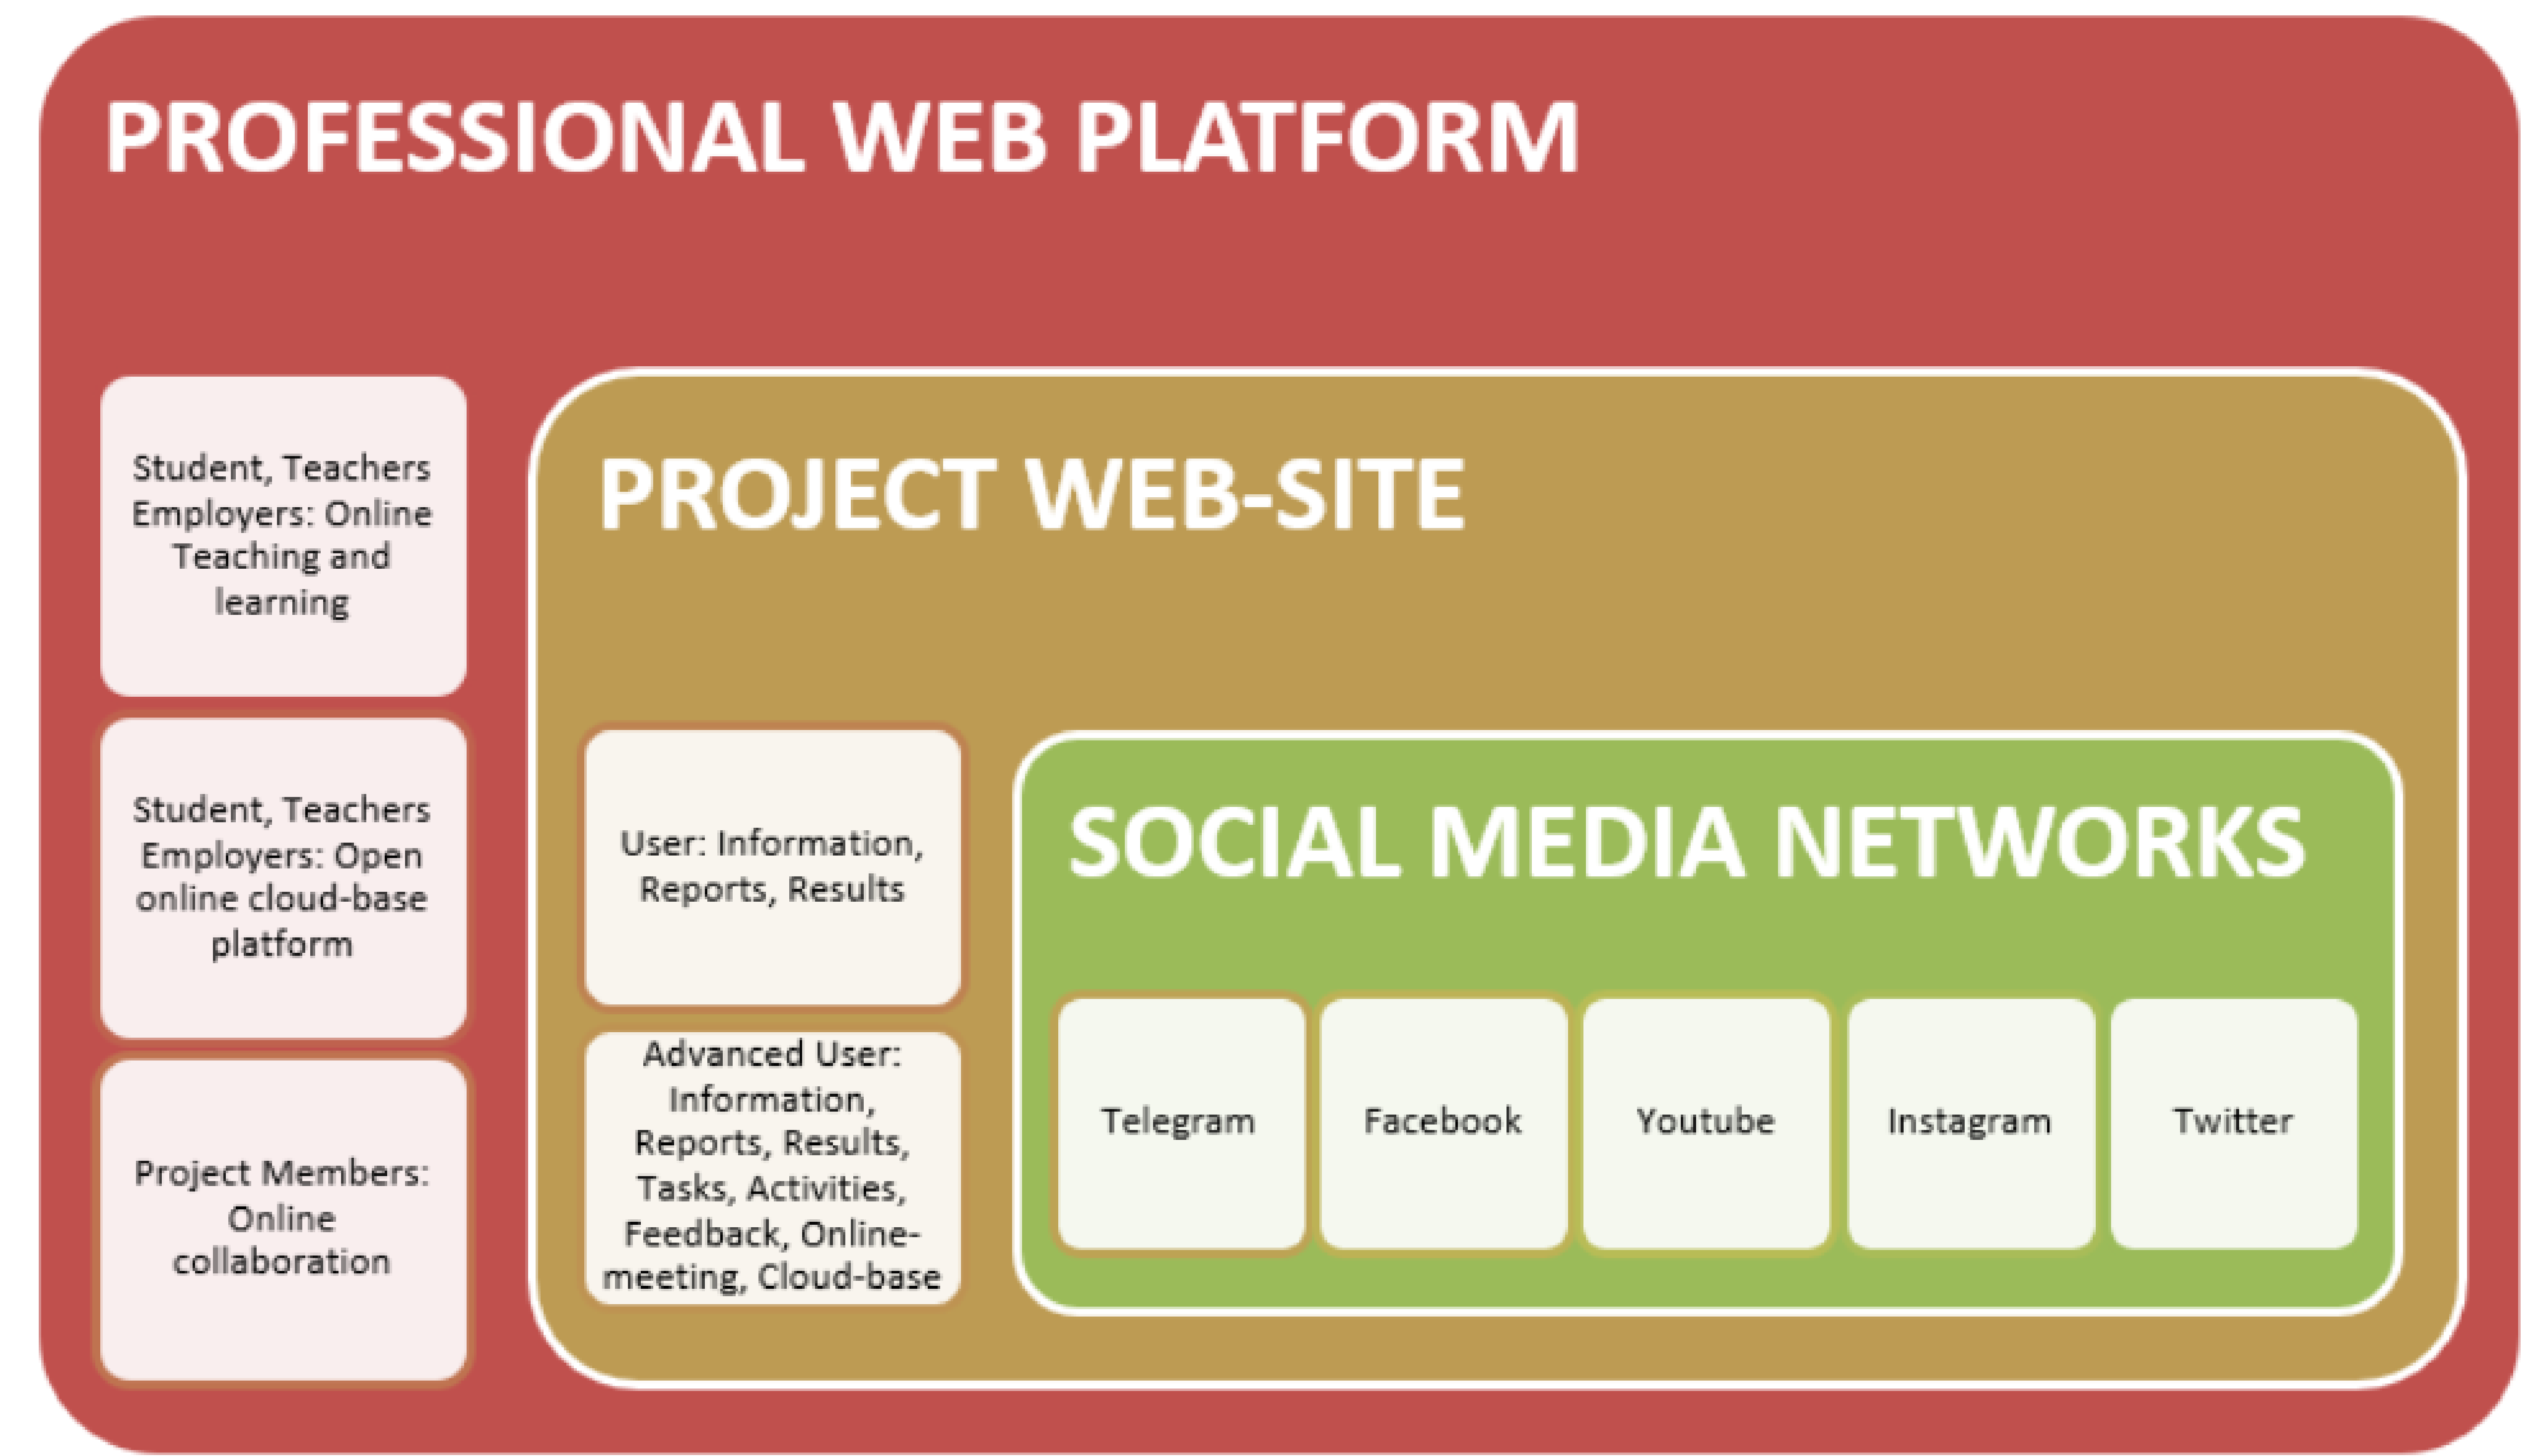 PROFESSIONAL WEB PLATFORM
Student, Teachers
Employers: Online
Teaching and
learning
Student, Teachers
Employers: Open
online cloud-base
platform
Project Members:
Online
collaboration
PROJECT WEB-SITE
User: Information,
Reports, Results
Advanced User:
Information,
Reports, Results,
Tasks, Activities,
Feedback, Online-
meeting, Cloud-base
SOCIAL MEDIA NETWORKS
Telegram
Facebook
Youtube
Instagram
Twitter